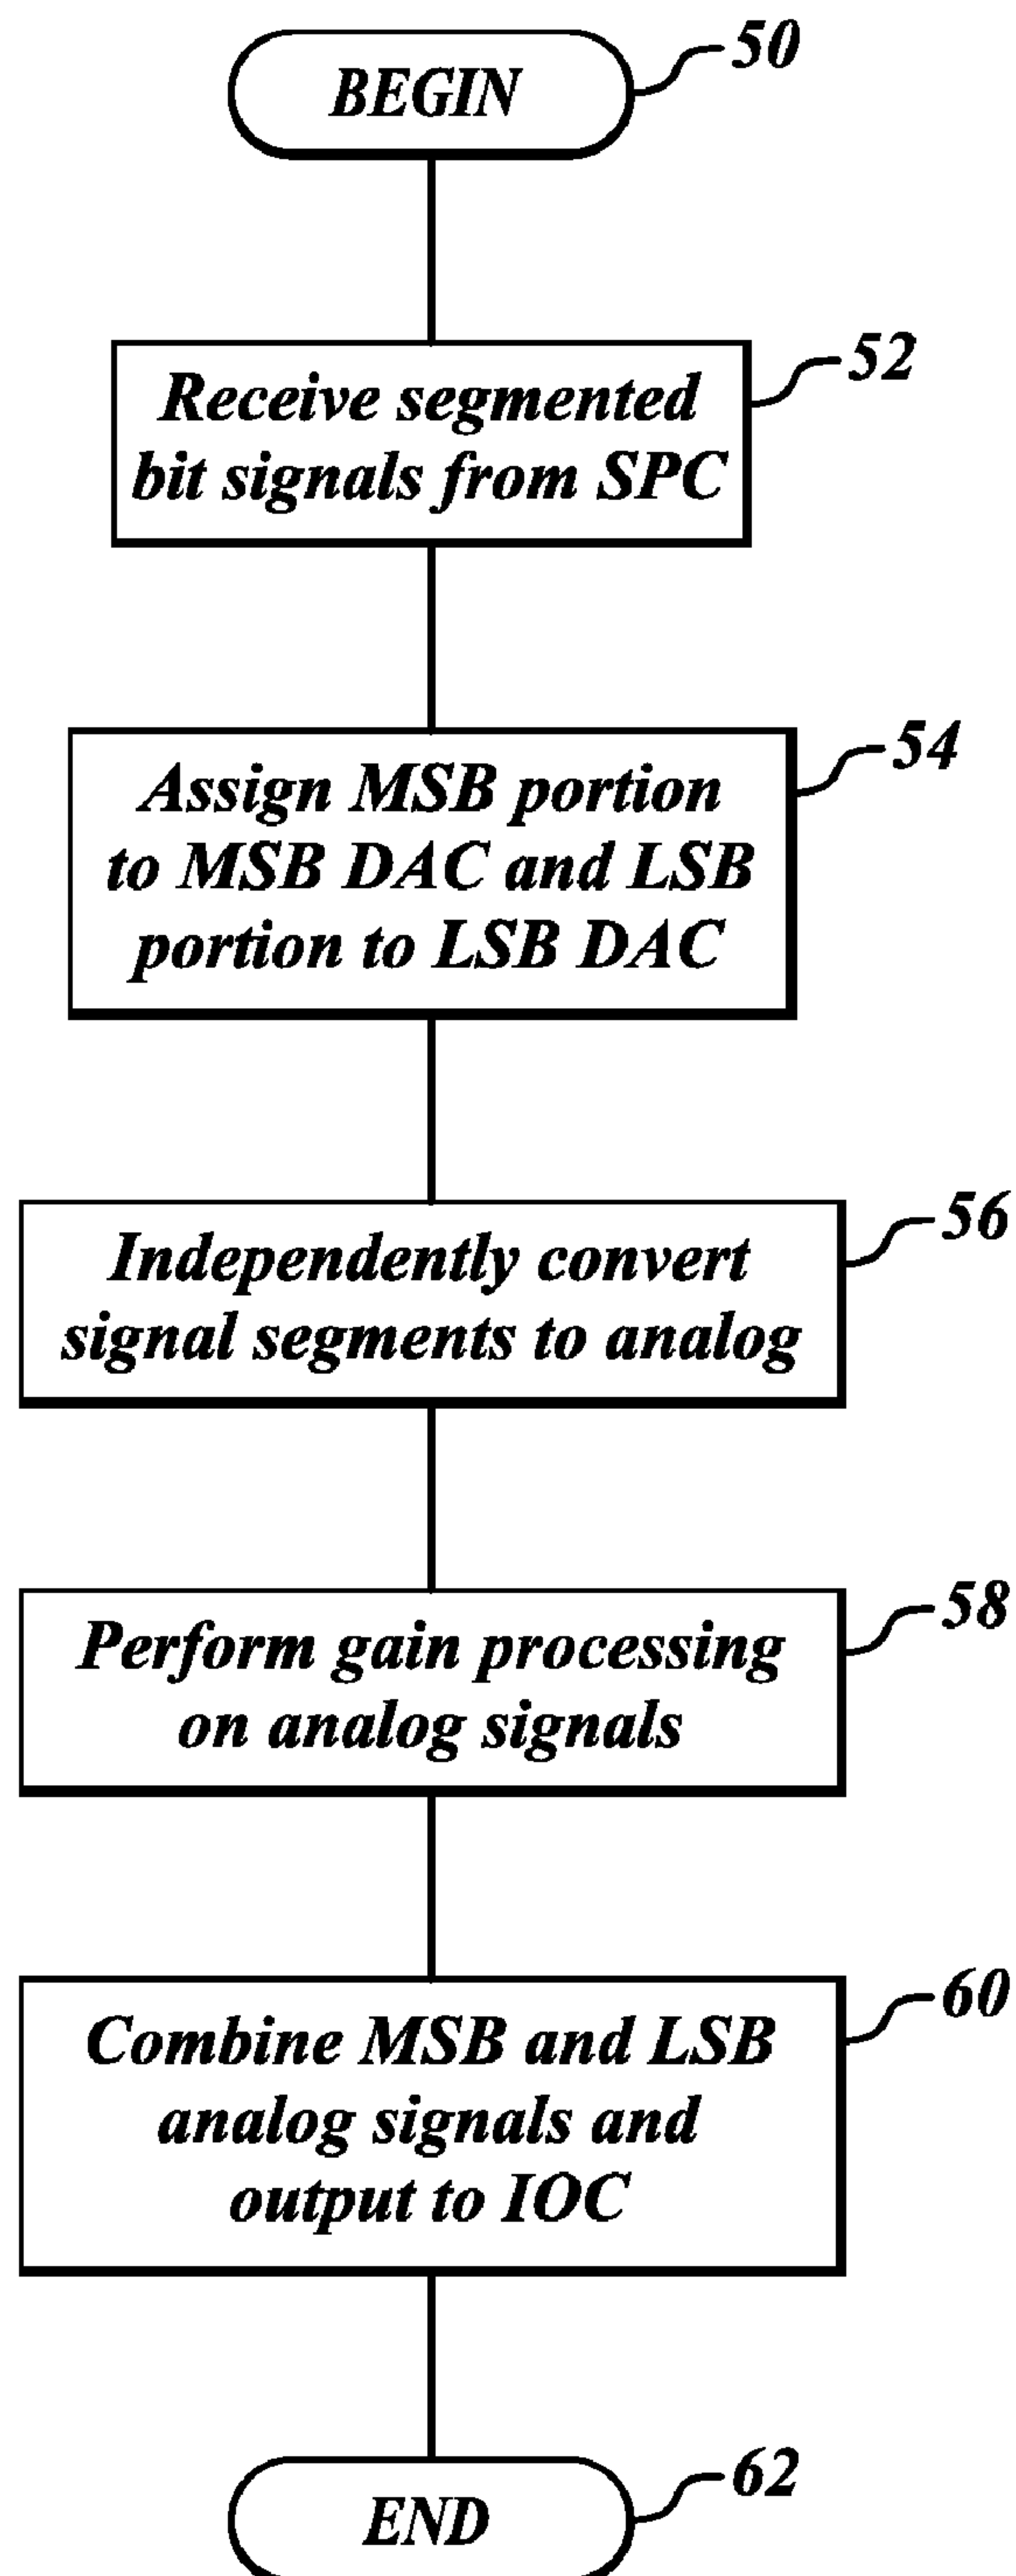 BEGIN
50
Receive segmented
bit signals from SPC
52
Assign MSB portion
to MSB DAC and LSB
portion to LSB DAC
54
Independently convert
signal segments to analog
56
Perform gain processing
on analog signals
58
Combine MSB and LSB
analog signals and
output to IOC
60
END
62